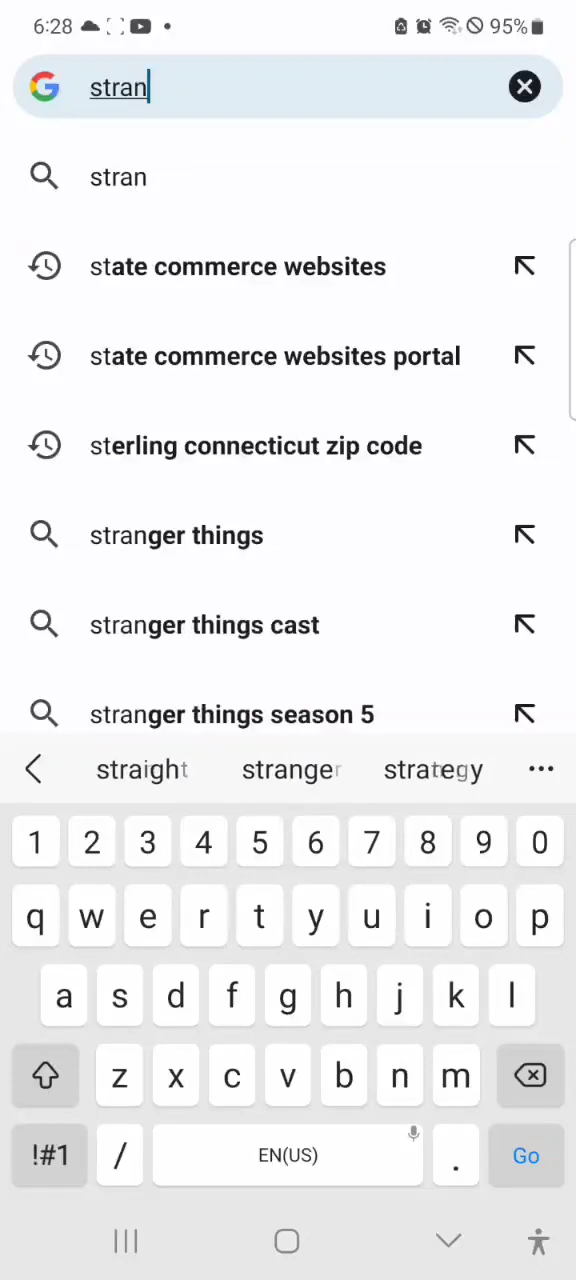 6:28 95%
stran
stran
state commerce websites
state commerce websites portal
sterling connecticut zip code
stranger things
stranger things cast
stranger things season 5
straight stranger strategy
1 2 3 4 5 6 7 8 9 0
q w e r t y u i o p
a s d f g h j k l
z x c v b n m
!#1 / EN(US) . Go